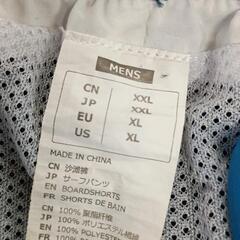 MENS
CN XXL
JP XXL
EU XL
US XL
MADE IN CHINA
CN 沙滩裤
JP サーフパンツ
EN BOARDSHORTS
FR SHORTS DE BAIN
CN 100% 聚酯纤维
JP 100% ポリエステル繊維
EN 100% POLYESTER